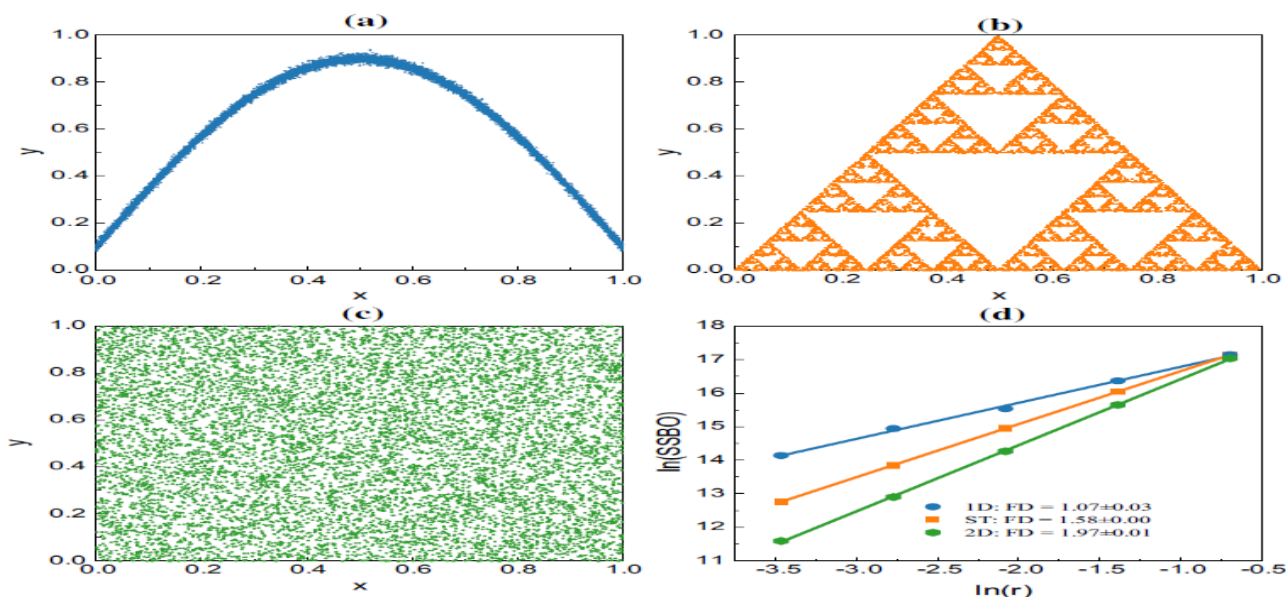 (a)
1.0
0.8
0.6
0.4
0.2
0.0
y
0.0 0.2 0.4 0.6 0.8 1.0
x
(b)
1.0
0.8
0.6
0.4
0.2
0.0
y
0.0 0.2 0.4 0.6 0.8 1.0
x
(c)
1.0
0.8
0.6
0.4
0.2
0.0
y
0.0 0.2 0.4 0.6 0.8 1.0
x
(d)
18
17
16
15
14
13
12
11
ln(SSBO)
1D: FD = 1.07±0.03
ST: FD = 1.58±0.00
2D: FD = 1.97±0.01
-3.5 -3.0 -2.5 -2.0 -1.5 -1.0 -0.5
ln(r)